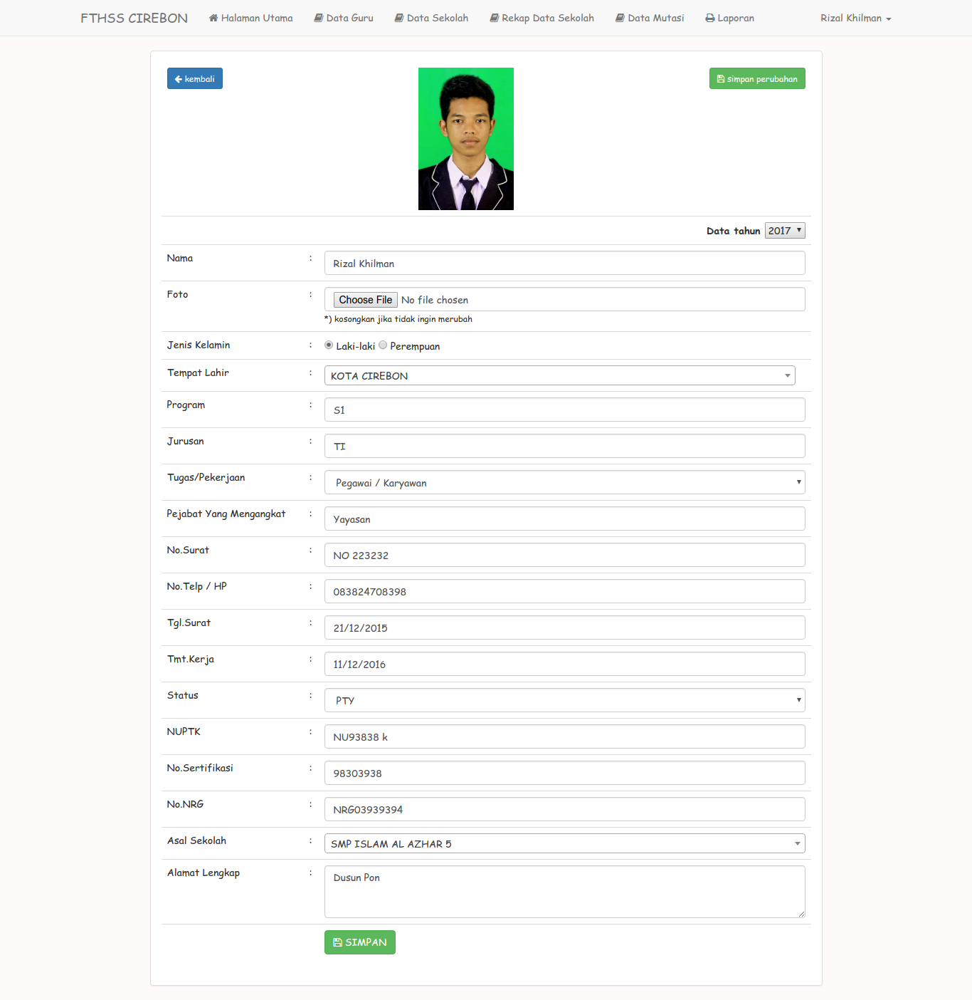 FTHSS CIREBON Halaman Utama Data Guru Data Sekolah Rekap Data Sekolah Data Mutasi Laporan Rizal Khilman
kembali simpan perubahan
Data tahun 2017
Nama : Rizal Khilman
Foto : Choose File No file chosen
*) kosongkan jika tidak ingin merubah
Jenis Kelamin : Laki-laki Perempuan
Tempat Lahir : KOTA CIREBON
Program : S1
Jurusan : TI
Tugas/Pekerjaan : Pegawai / Karyawan
Pejabat Yang Mengangkat : Yayasan
No.Surat : NO 223232
No.Telp / HP : 083824708398
Tgl.Surat : 21/12/2015
Tmt.Kerja : 11/12/2016
Status : PTY
NUPTK : NU93838 k
No.Sertifikasi : 98303938
No.NRG : NRG03939394
Asal Sekolah : SMP ISLAM AL AZHAR 5
Alamat Lengkap : Dusun Pon
SIMPAN